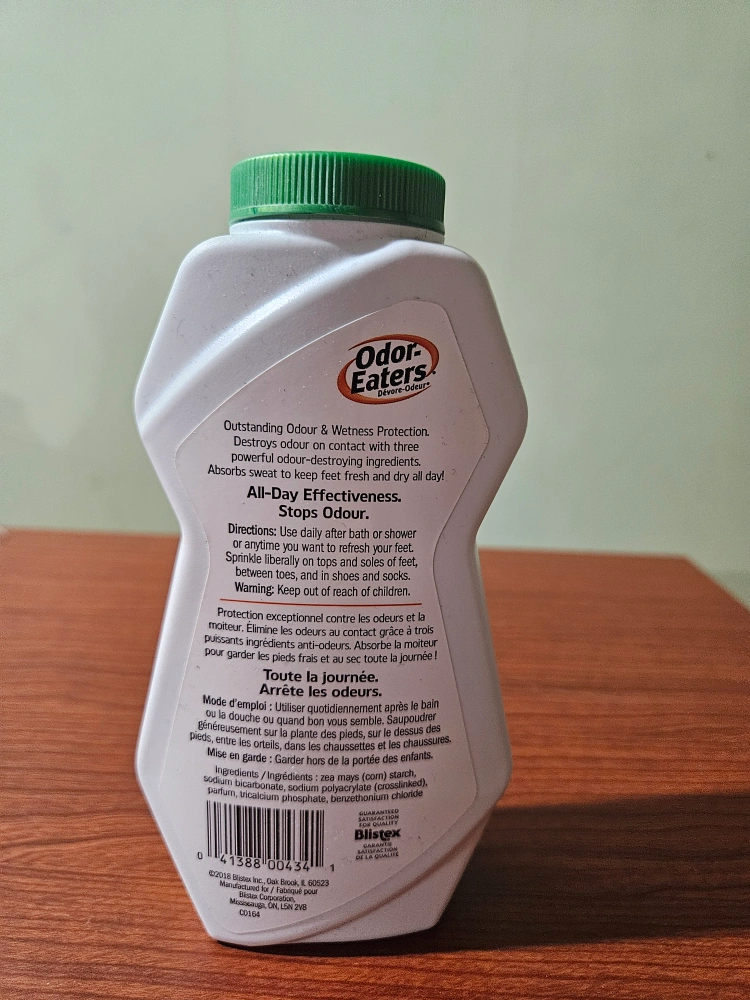 Odor-
Eaters®
Dévore-Odeur®
Outstanding Odour & Wetness Protection.
Destroys odour on contact with three
powerful odour-destroying ingredients.
Absorbs sweat to keep feet fresh and dry all day!
All-Day Effectiveness.
Stops Odour.
Directions: Use daily after bath or shower
or anytime you want to refresh your feet.
Sprinkle liberally on tops and soles of feet,
between toes, and in shoes and socks.
Warning: Keep out of reach of children.
Protection exceptionnel contre les odeurs et la
moiteur. Élimine les odeurs au contact grâce à trois
puissants ingrédients anti-odeurs. Absorbe la moiteur
pour garder les pieds frais et au sec toute la journée !
Toute la journée.
Arrête les odeurs.
Mode d'emploi : Utiliser quotidiennement après le bain
ou la douche ou quand bon vous semble. Saupoudrer
généreusement sur la plante des pieds, sur le dessus des
pieds, entre les orteils, dans les chaussettes et les chaussures.
Mise en garde : Garder hors de la portée des enfants.
Ingredients / Ingrédients : zea mays (corn) starch,
sodium bicarbonate, sodium polyacrylate (crosslinked),
parfum, tricalcium phosphate, benzethonium chloride
0 41388 00434 1
GUARANTEED
SATISFACTION
FOR QUALITY
Blistex
GARANTIE
SATISFACTION
DE LA QUALITÉ
©2018 Blistex Inc., Oak Brook, IL 60523
Manufactured for / Fabriqué pour
Blistex Corporation,
Mississauga, ON, L5N 2V8
C0164